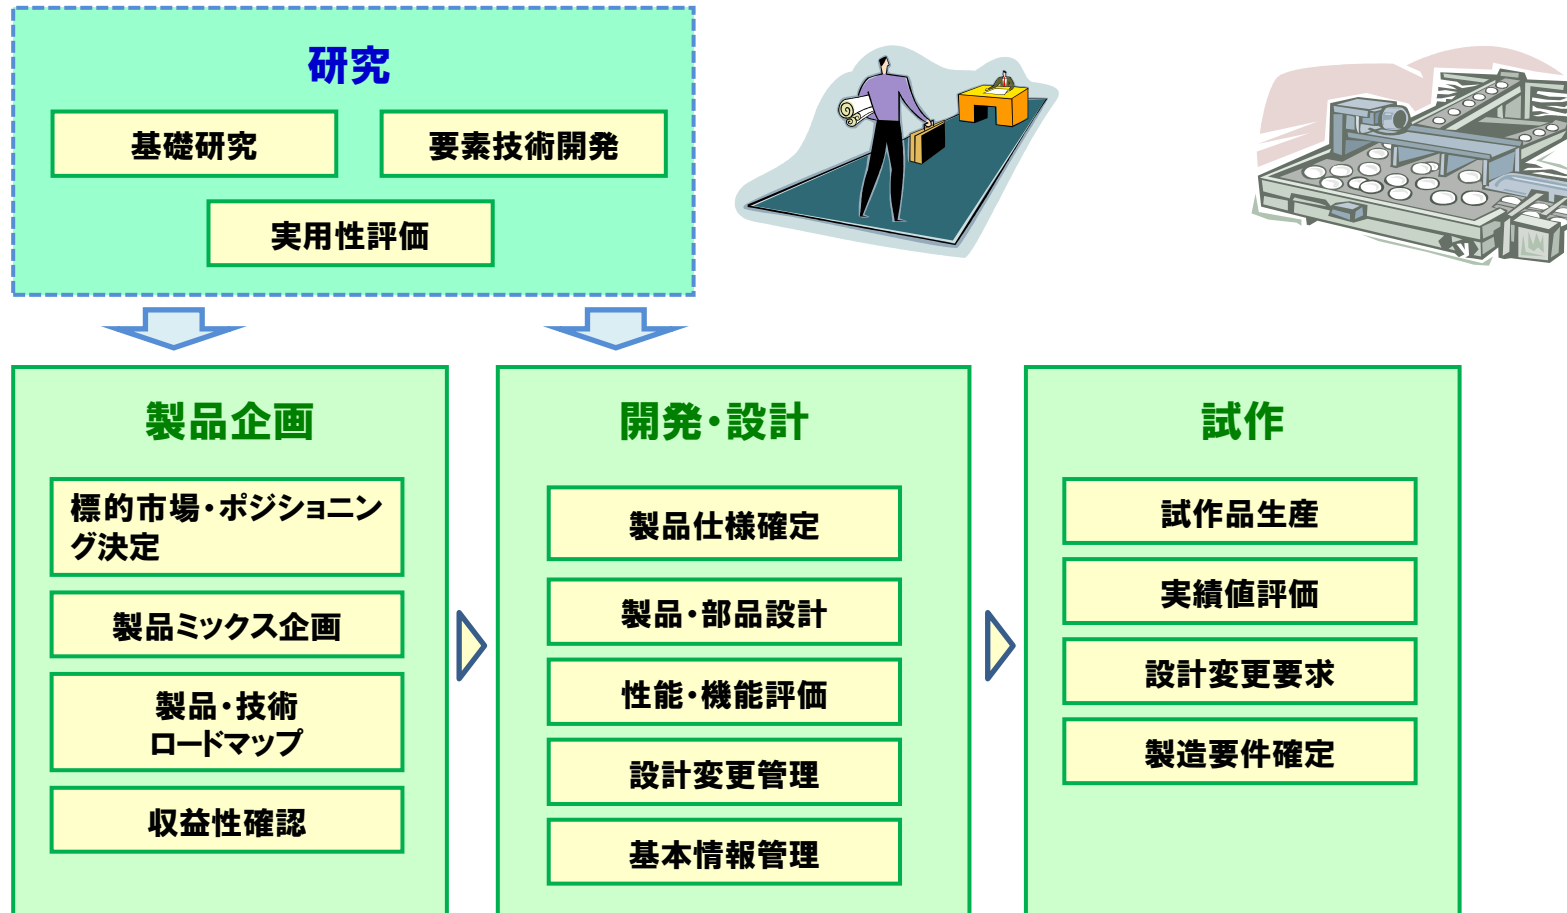 研究
基礎研究
要素技術開発
実用性評価
製品企画
標的市場・ポジショニン
グ決定
製品ミックス企画
製品・技術
ロードマップ
収益性確認
開発・設計
製品仕様確定
製品・部品設計
性能・機能評価
設計変更管理
基本情報管理
試作
試作品生産
実績値評価
設計変更要求
製造要件確定